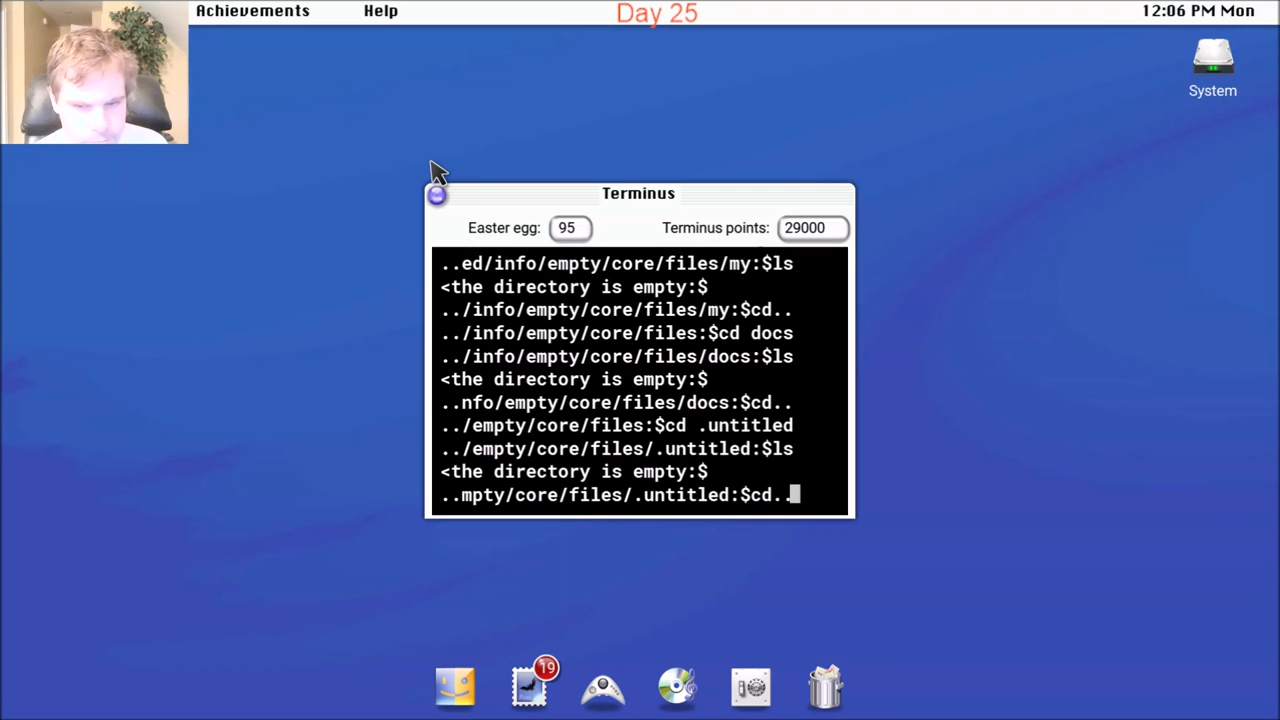 Achievements Help Day 25 12:06 PM Mon
System
Terminus
Easter egg: 95 Terminus points: 29000
..ed/info/empty/core/files/my:$ls
<the directory is empty:$
../info/empty/core/files/my:$cd..
../info/empty/core/files:$cd docs
../info/empty/core/files/docs:$ls
<the directory is empty:$
..nfo/empty/core/files/docs:$cd..
../empty/core/files:$cd .untitled
../empty/core/files/.untitled:$ls
<the directory is empty:$
..mpty/core/files/.untitled:$cd..
19